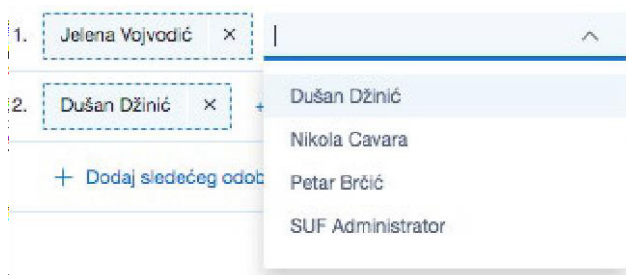 1. Jelena Vojvodić ×
2. Dušan Džinić × +
+ Dodaj sledećeg odob
Dušan Džinić
Nikola Cavara
Petar Brčić
SUF Administrator